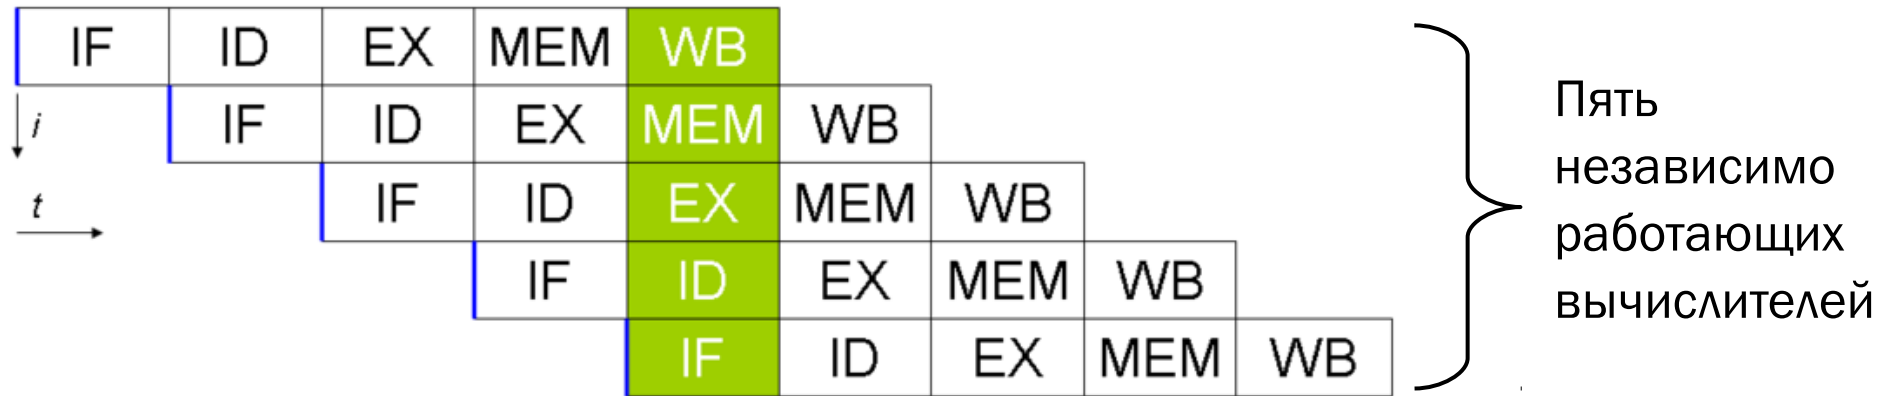 IF ID EX MEM WB
i IF ID EX MEM WB
t IF ID EX MEM WB
IF ID EX MEM WB
IF ID EX MEM WB
Пять
независимо
работающих
вычислителей